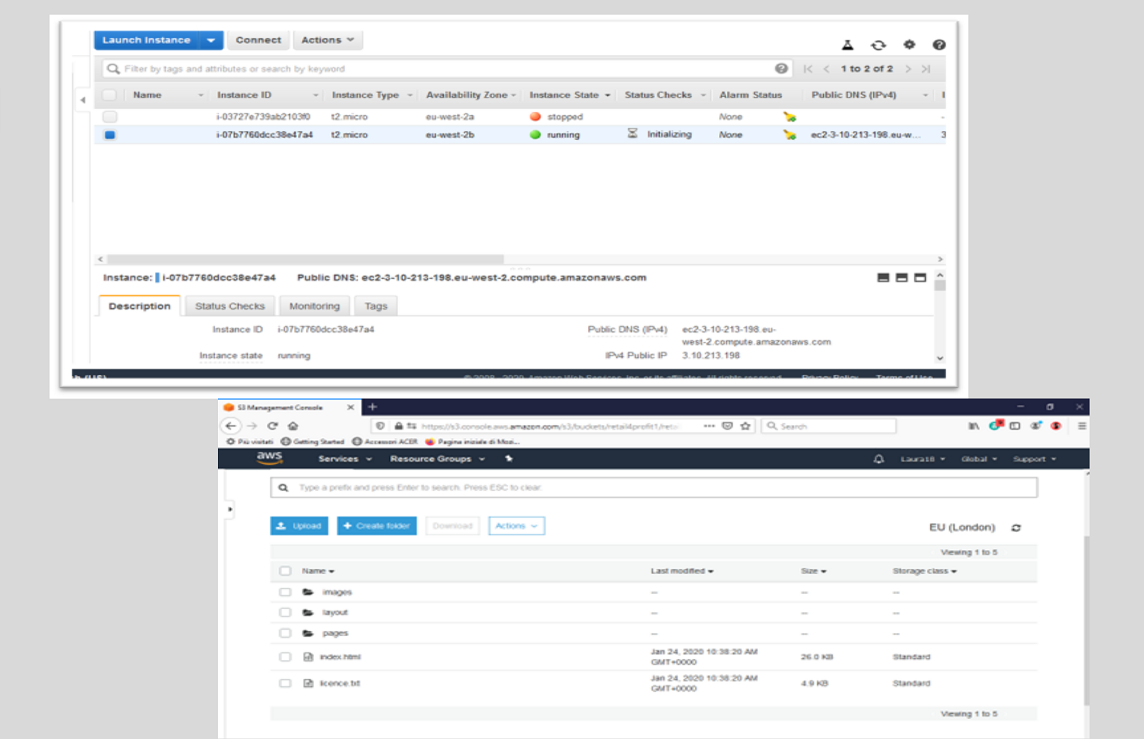 Launch Instance Connect Actions
Filter by tags and attributes or search by keyword 1 to 2 of 2
Name Instance ID Instance Type Availability Zone Instance State Status Checks Alarm Status Public DNS (IPv4)
i-03727e739ab2103f0 t2.micro eu-west-2a stopped None -
i-07b7760dcc38e47a4 t2.micro eu-west-2b running Initializing None ec2-3-10-213-198.eu-w... 3
Instance: i-07b7760dcc38e47a4 Public DNS: ec2-3-10-213-198.eu-west-2.compute.amazonaws.com
Description Status Checks Monitoring Tags
Instance ID i-07b7760dcc38e47a4 Public DNS (IPv4) ec2-3-10-213-198.eu-
west-2.compute.amazonaws.com
Instance state running IPv4 Public IP 3.10.213.198
Privacy Policy Terms of Use
S3 Management Console
https://s3.console.aws.amazon.com/s3/buckets/retail4profit1/reta Search
Più visitati Getting Started Accessori ACER Pagina iniziale di Mozi...
aws Services Resource Groups Laura18 Global Support
Type a prefix and press Enter to search. Press ESC to clear.
Upload Create folder Download Actions EU (London)
Viewing 1 to 5
Name Last modified Size Storage class
images -- -- --
layout -- -- --
pages -- -- --
index.html Jan 24, 2020 10:38:20 AM GMT+0000 26.0 KB Standard
licence.txt Jan 24, 2020 10:38:20 AM GMT+0000 4.9 KB Standard
Viewing 1 to 5